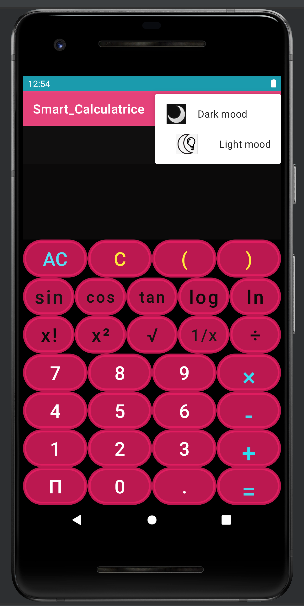 12:54
Smart_Calculatrice
Dark mood
Light mood
AC C ( )
sin cos tan log ln
x! x² √ 1/x ÷
7 8 9 ×
4 5 6 -
1 2 3 +
П 0 . =